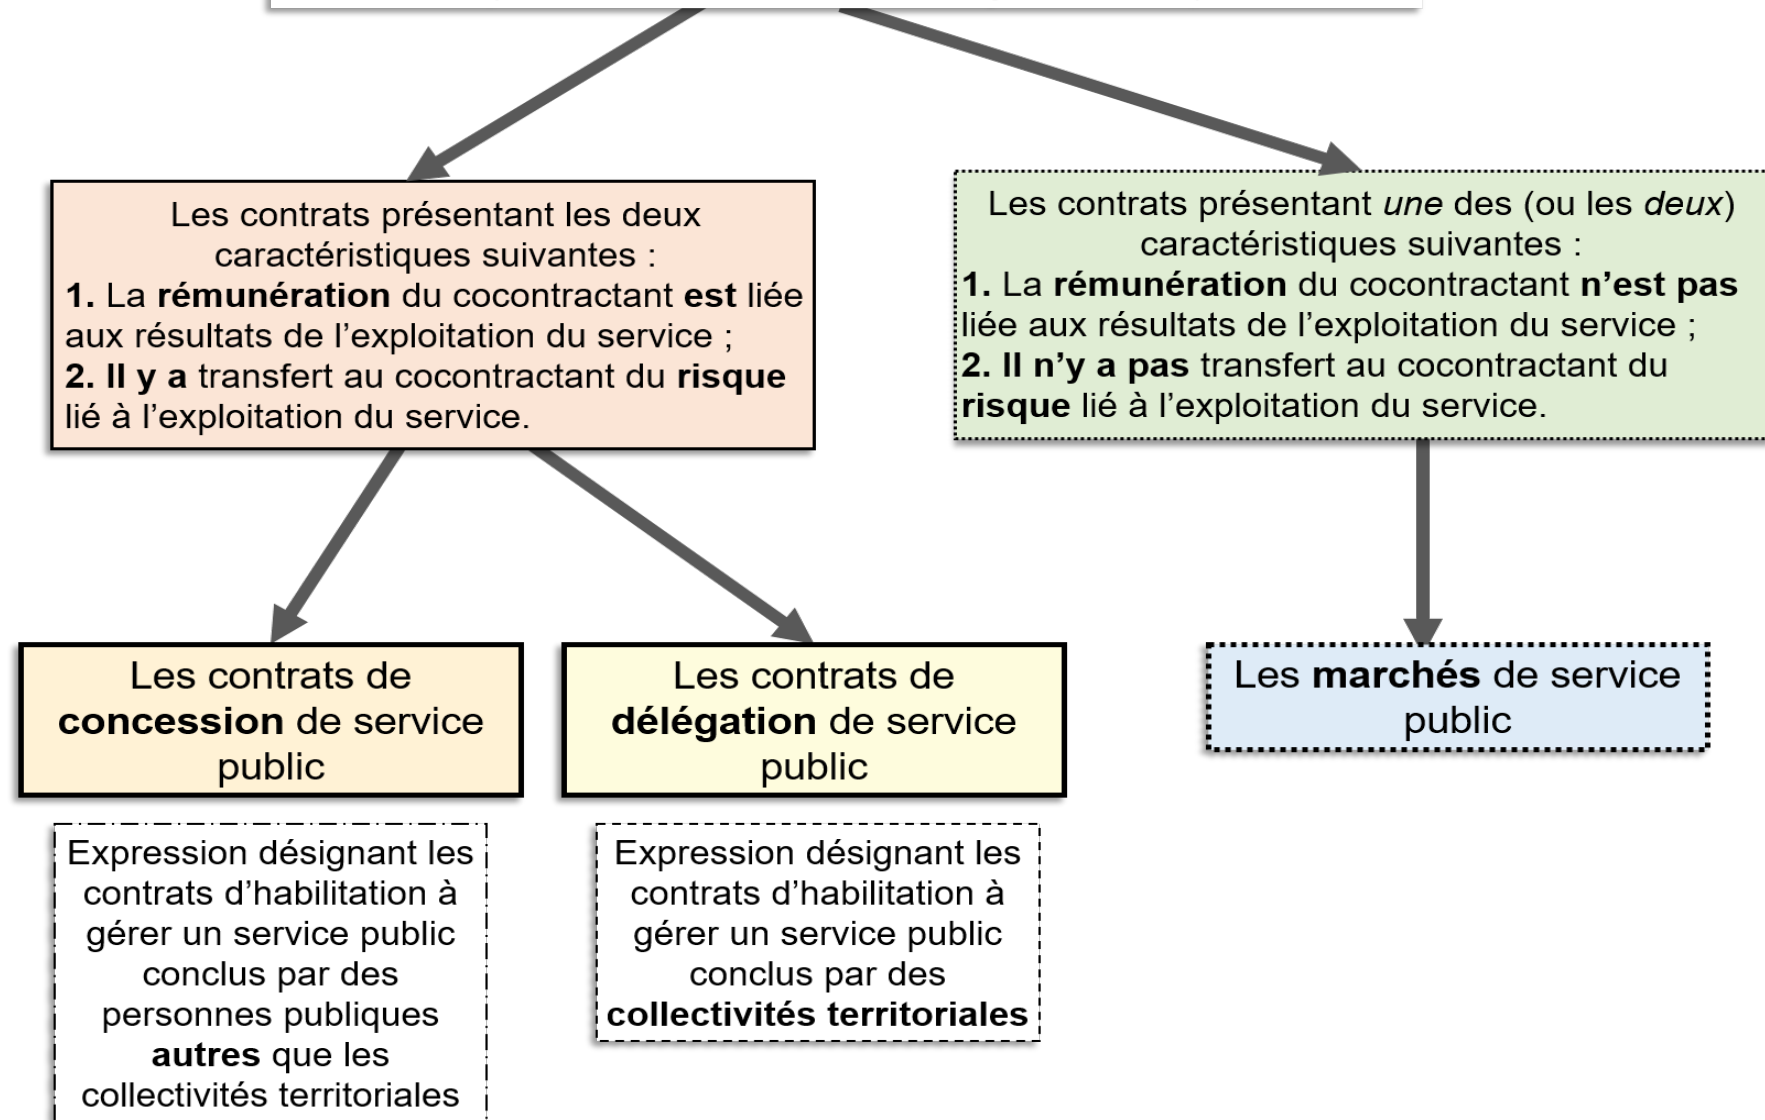 Les contrats présentant les deux
caractéristiques suivantes :
1. La rémunération du cocontractant est liée
aux résultats de l’exploitation du service ;
2. Il y a transfert au cocontractant du risque
lié à l’exploitation du service.
Les contrats présentant une des (ou les deux)
caractéristiques suivantes :
1. La rémunération du cocontractant n’est pas
liée aux résultats de l’exploitation du service ;
2. Il n’y a pas transfert au cocontractant du
risque lié à l’exploitation du service.
Les contrats de
concession de service
public
Les contrats de
délégation de service
public
Les marchés de service
public
Expression désignant les
contrats d’habilitation à
gérer un service public
conclus par des
personnes publiques
autres que les
collectivités territoriales
Expression désignant les
contrats d’habilitation à
gérer un service public
conclus par des
collectivités territoriales